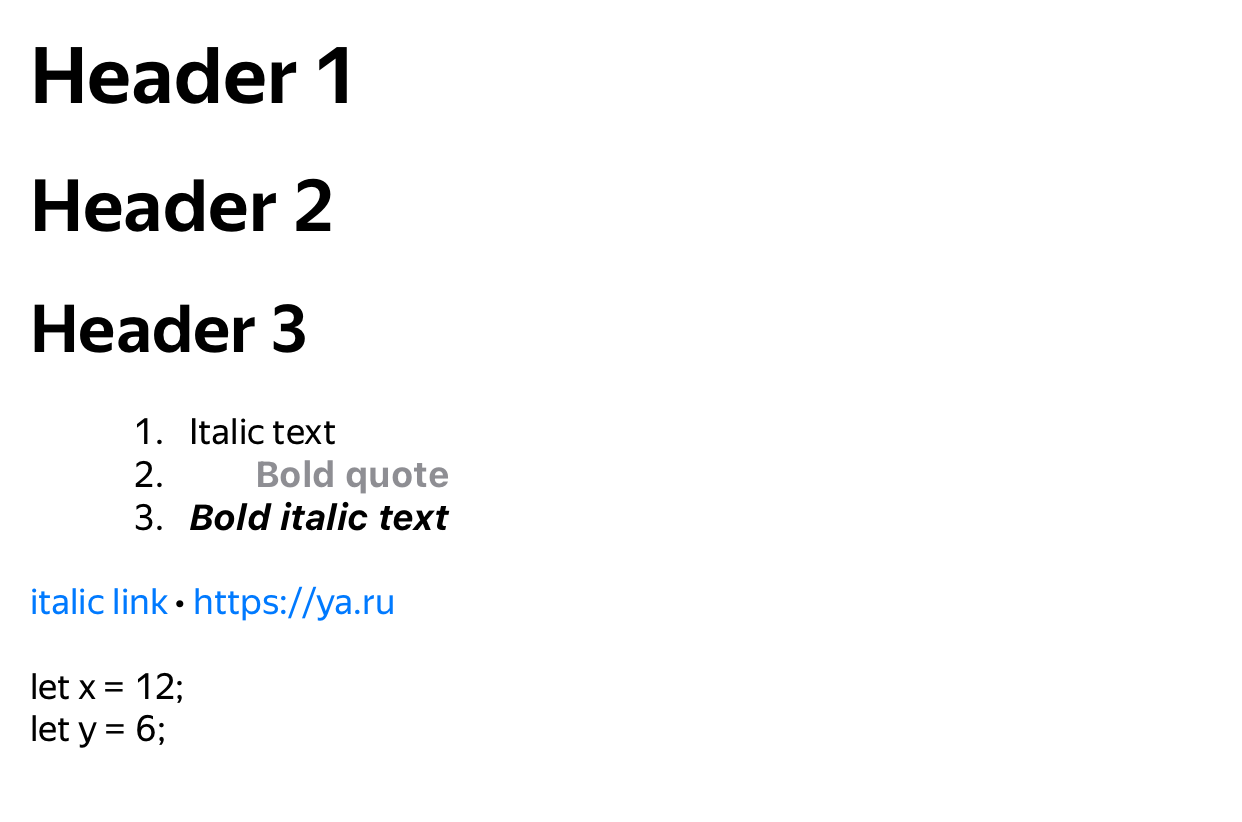 Header 1
Header 2
Header 3
1. Italic text
2. Bold quote
3. Bold italic text
italic link • https://ya.ru
let x = 12;
let y = 6;